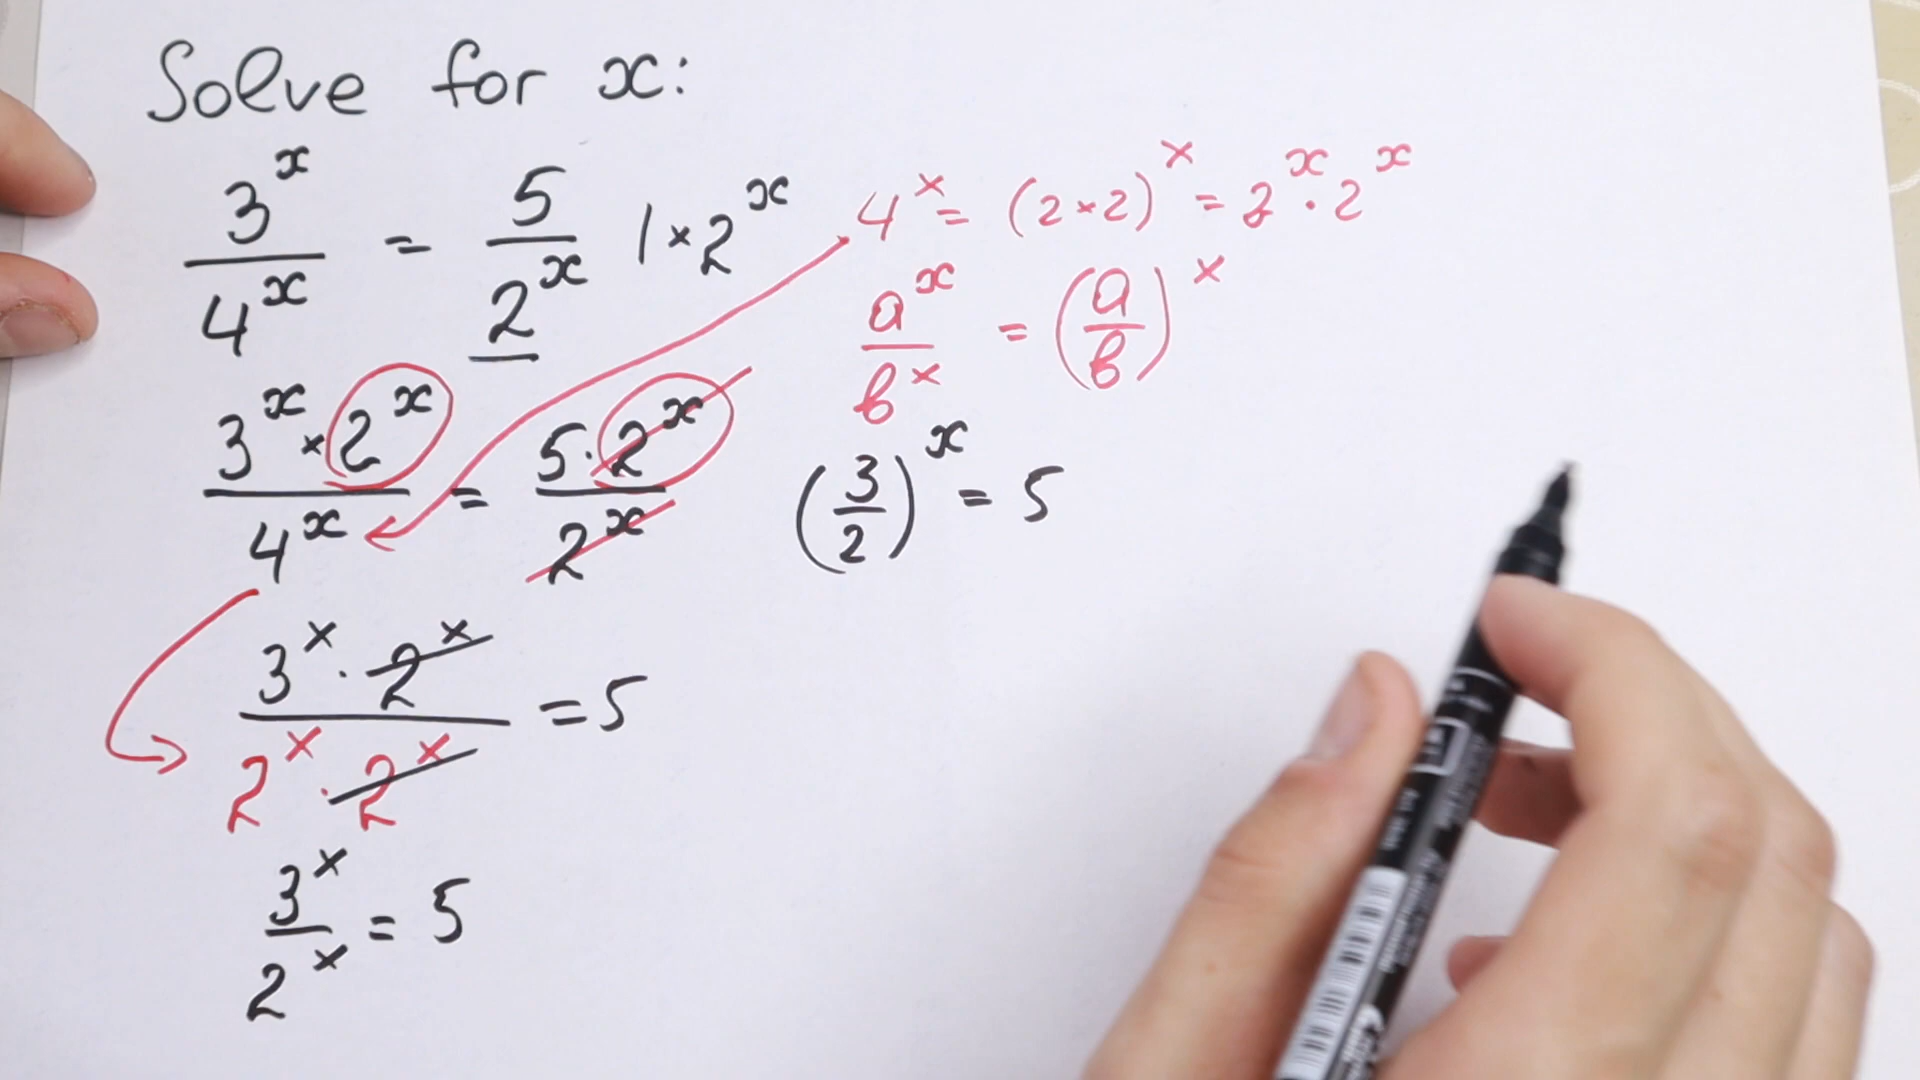 Solve for x:
3^x / 4^x = 5 / 2^x | × 2^x
3^x × 2^x / 4^x = 5 · 2^x / 2^x
3^x · 2^x / 2^x · 2^x = 5
3^x / 2^x = 5
4^x = (2×2)^x = 2^x · 2^x
a^x / b^x = (a / b)^x
(3/2)^x = 5